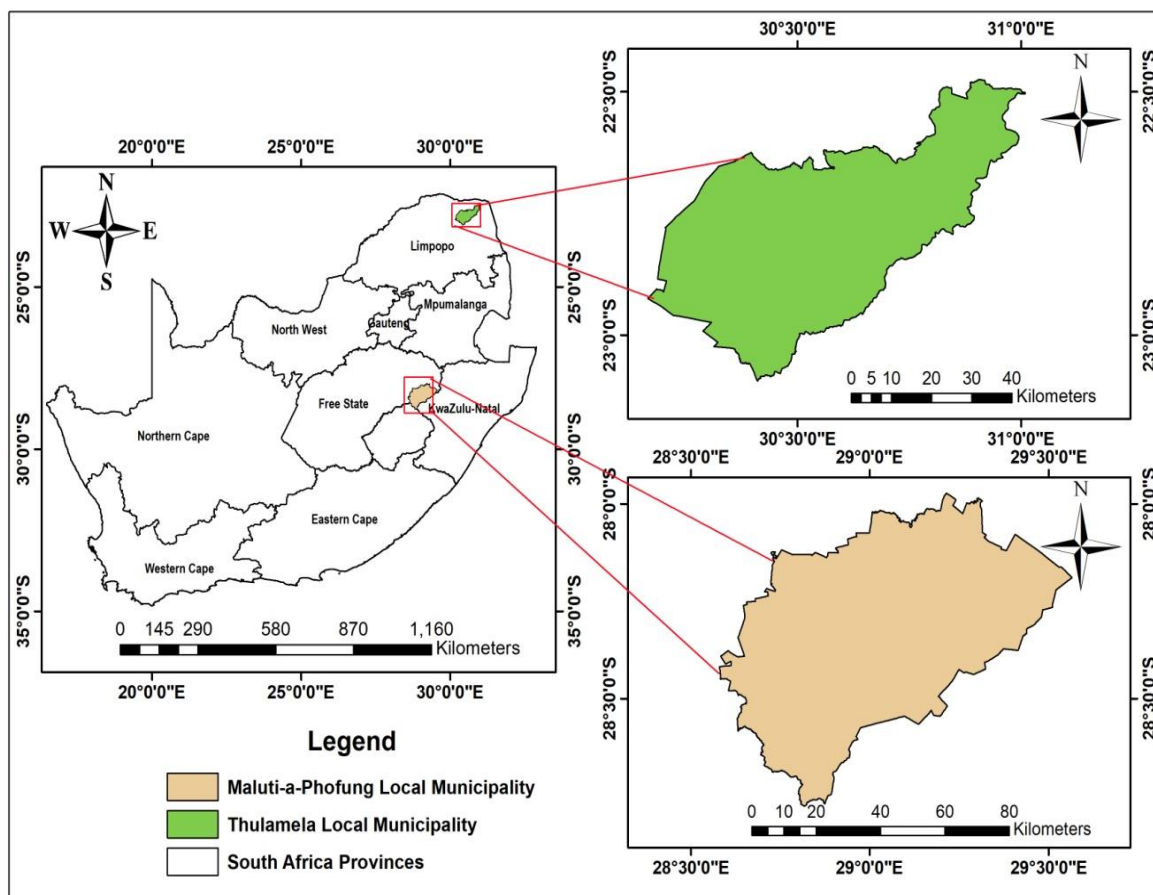 20°0'0"E 25°0'0"E 30°0'0"E
N
W E
S
25°0'0"S
30°0'0"S
35°0'0"S
Limpopo
Mpumalanga
North West
Gauteng
Free State
KwaZulu-Natal
Northern Cape
Eastern Cape
Western Cape
25°0'0"S
30°0'0"S
35°0'0"S
0 145 290 580 870 1,160
Kilometers
20°0'0"E 25°0'0"E 30°0'0"E
30°30'0"E 31°0'0"E
N
22°30'0"S
23°0'0"S
22°30'0"S
23°0'0"S
0 5 10 20 30 40
Kilometers
30°30'0"E 31°0'0"E
28°30'0"E 29°0'0"E 29°30'0"E
N
28°0'0"S
28°30'0"S
28°0'0"S
28°30'0"S
0 10 20 40 60 80
Kilometers
28°30'0"E 29°0'0"E 29°30'0"E
Legend
Maluti-a-Phofung Local Municipality
Thulamela Local Municipality
South Africa Provinces